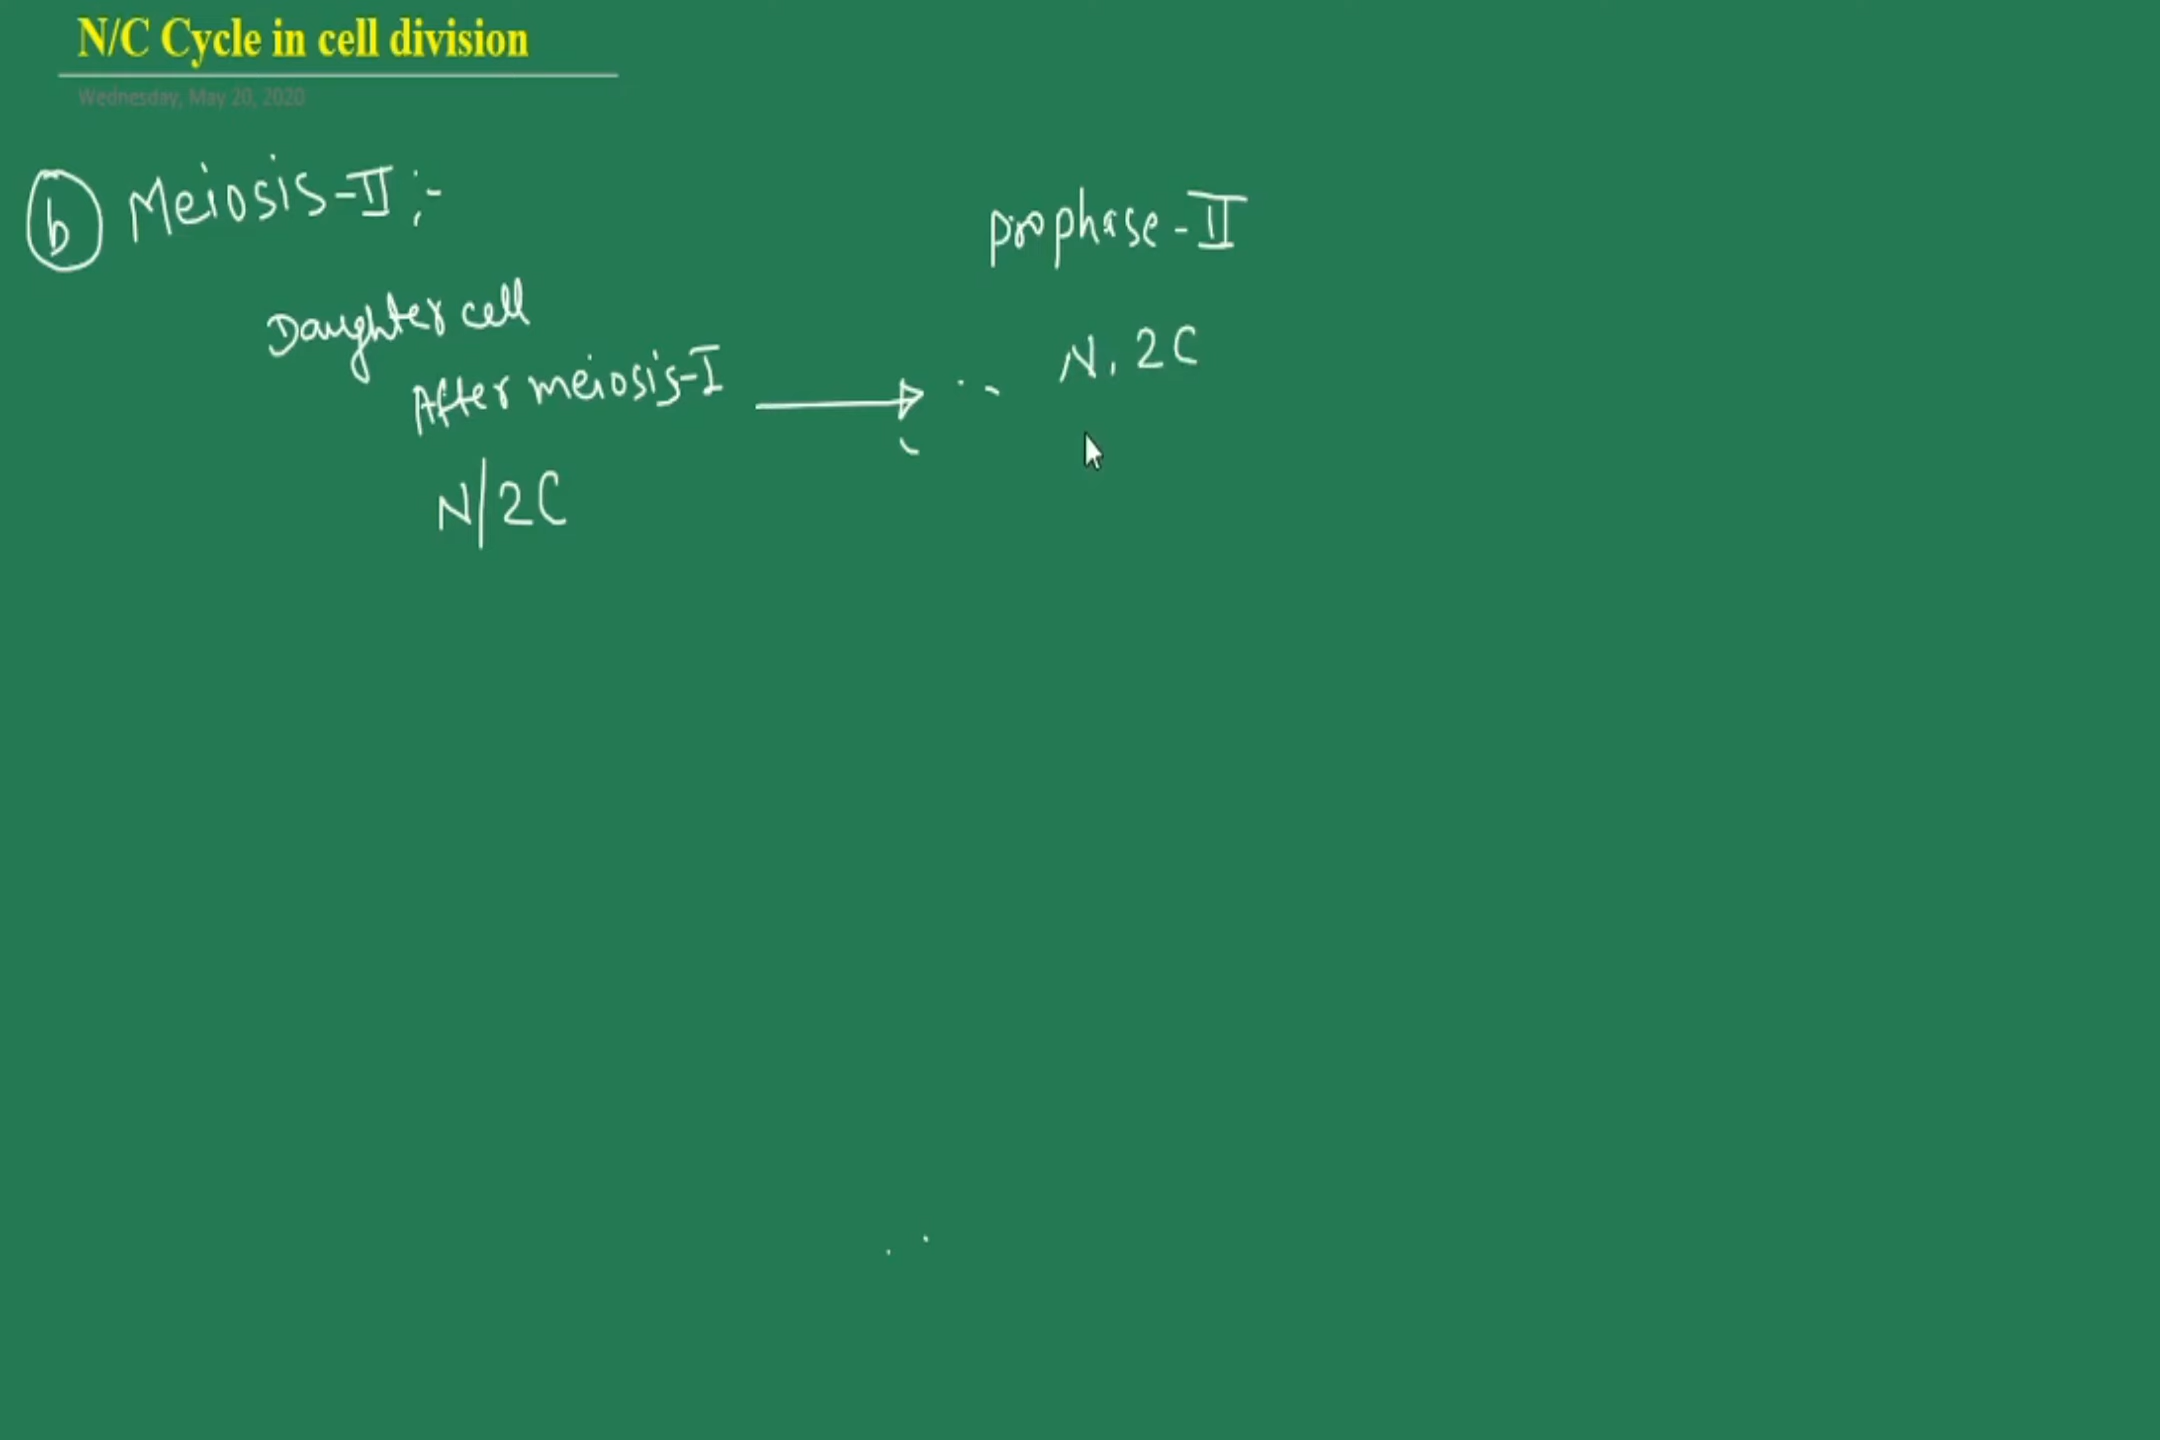 N/C Cycle in cell division
Wednesday, May 20, 2020
b Meiosis-II :-
Daughter cell
After meiosis-I
N/2C
prophase-II
N, 2C